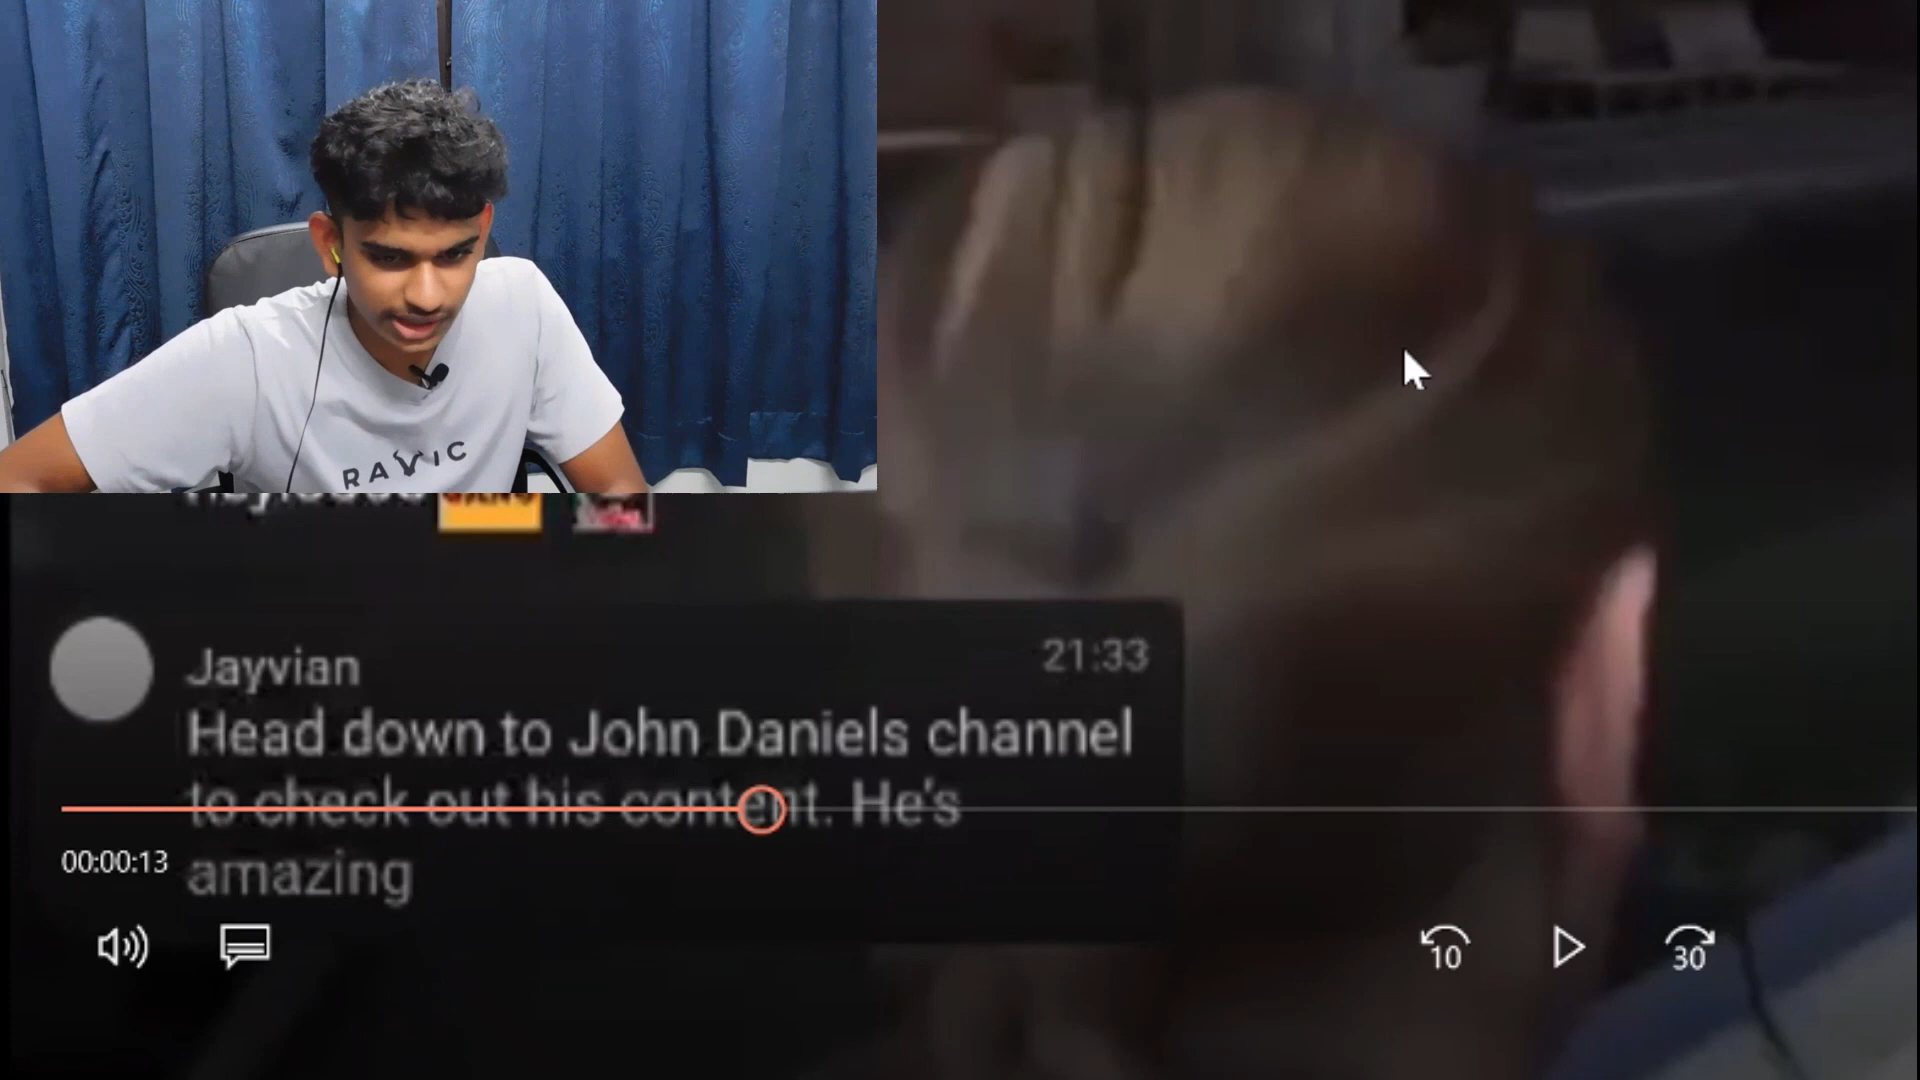 RAVIC
Jayvian
21:33
Head down to John Daniels channel
to check out his content. He's
amazing
00:00:13
10
30